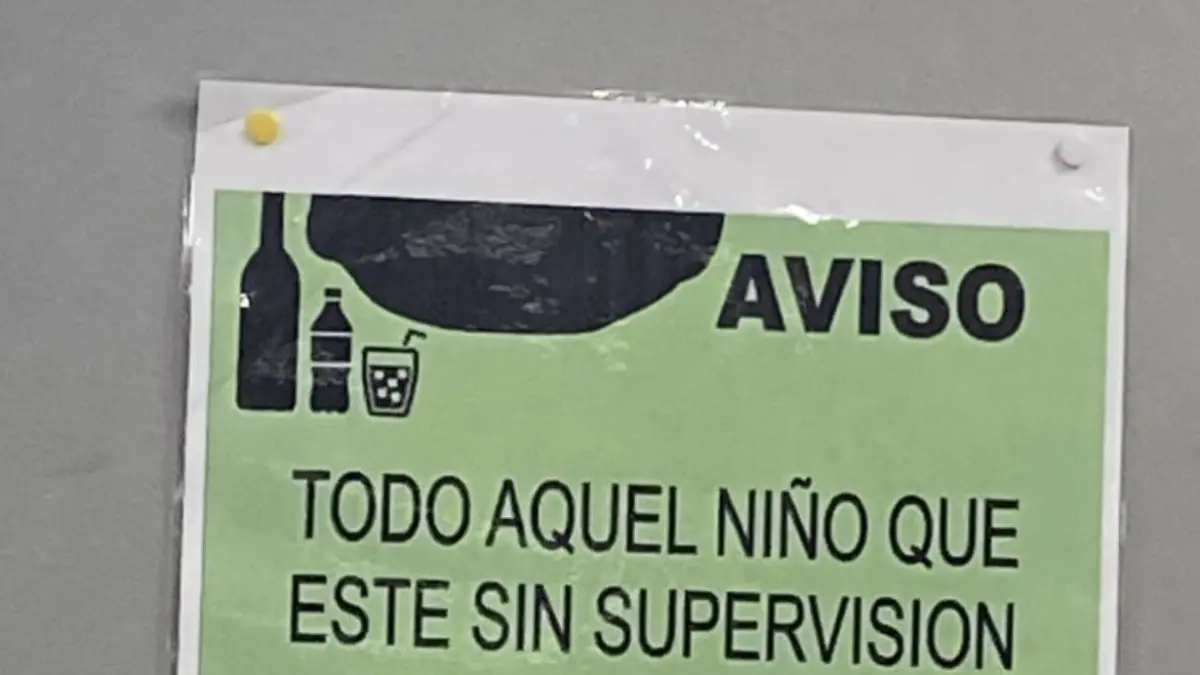 AVISO
TODO AQUEL NIÑO QUE
ESTE SIN SUPERVISION